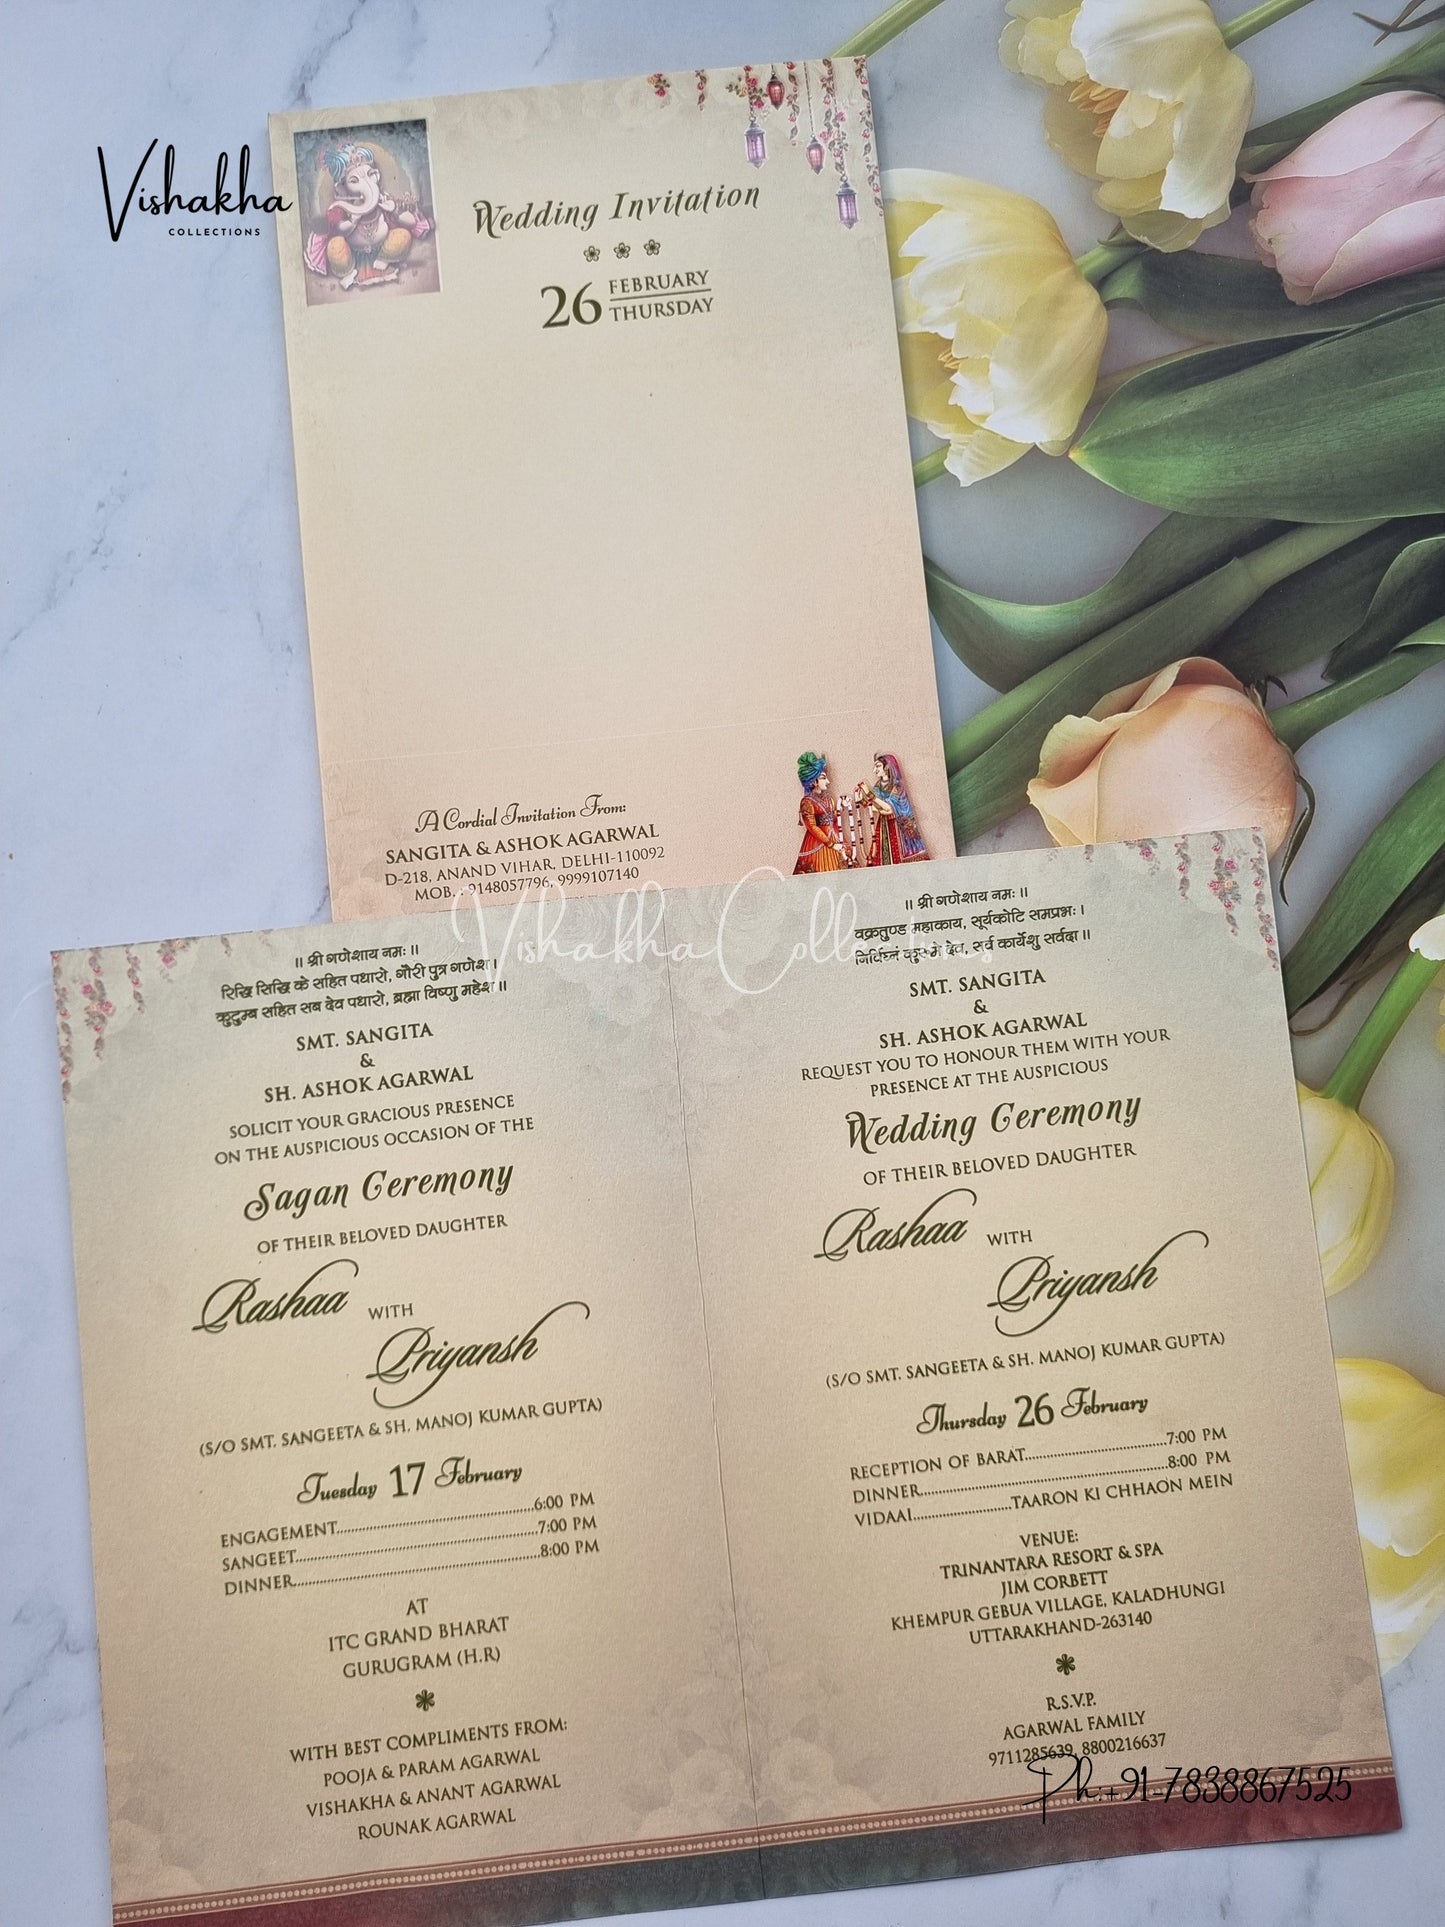 Vishakha
COLLECTIONS
Wedding Invitation
26 FEBRUARY
THURSDAY
A Cordial Invitation From:
SANGITA & ASHOK AGARWAL
D-218, ANAND VIHAR, DELHI-110092
MOB. : 9148057796, 9999107140
Vishakha Collections
।। श्री गणेशाय नमः ।।
रिद्धि सिद्धि के सहित पधारो, गौरी पुत्र गणेश ।
कुटुम्ब सहित सब देव पधारो, ब्रह्मा विष्णु महेश ।।
SMT. SANGITA
&
SH. ASHOK AGARWAL
SOLICIT YOUR GRACIOUS PRESENCE
ON THE AUSPICIOUS OCCASION OF THE
Sagan Ceremony
OF THEIR BELOVED DAUGHTER
Rashaa WITH
Priyansh
(S/O SMT. SANGEETA & SH. MANOJ KUMAR GUPTA)
Tuesday 17 February
ENGAGEMENT.......................................................6:00 PM
SANGEET.................................................................7:00 PM
DINNER...................................................................8:00 PM
AT
ITC GRAND BHARAT
GURUGRAM (H.R)
WITH BEST COMPLIMENTS FROM:
POOJA & PARAM AGARWAL
VISHAKHA & ANANT AGARWAL
ROUNAK AGARWAL
।। श्री गणेशाय नमः ।।
वक्रतुण्ड महाकाय, सूर्यकोटि समप्रभः ।
निर्विघ्नं कुरुमे देव, सर्व कार्येशु सर्वदा ।।
SMT. SANGITA
&
SH. ASHOK AGARWAL
REQUEST YOU TO HONOUR THEM WITH YOUR
PRESENCE AT THE AUSPICIOUS
Wedding Ceremony
OF THEIR BELOVED DAUGHTER
Rashaa WITH
Priyansh
(S/O SMT. SANGEETA & SH. MANOJ KUMAR GUPTA)
Thursday 26 February
RECEPTION OF BARAT.......................................7:00 PM
DINNER....................................................................8:00 PM
VIDAAI...........................TAARON KI CHHAON MEIN
VENUE:
TRINANTARA RESORT & SPA
JIM CORBETT
KHEMPUR GEBUA VILLAGE, KALADHUNGI
UTTARAKHAND-263140
R.S.V.P.
AGARWAL FAMILY
9711285639, 8800216637
Ph:+91-7838867525